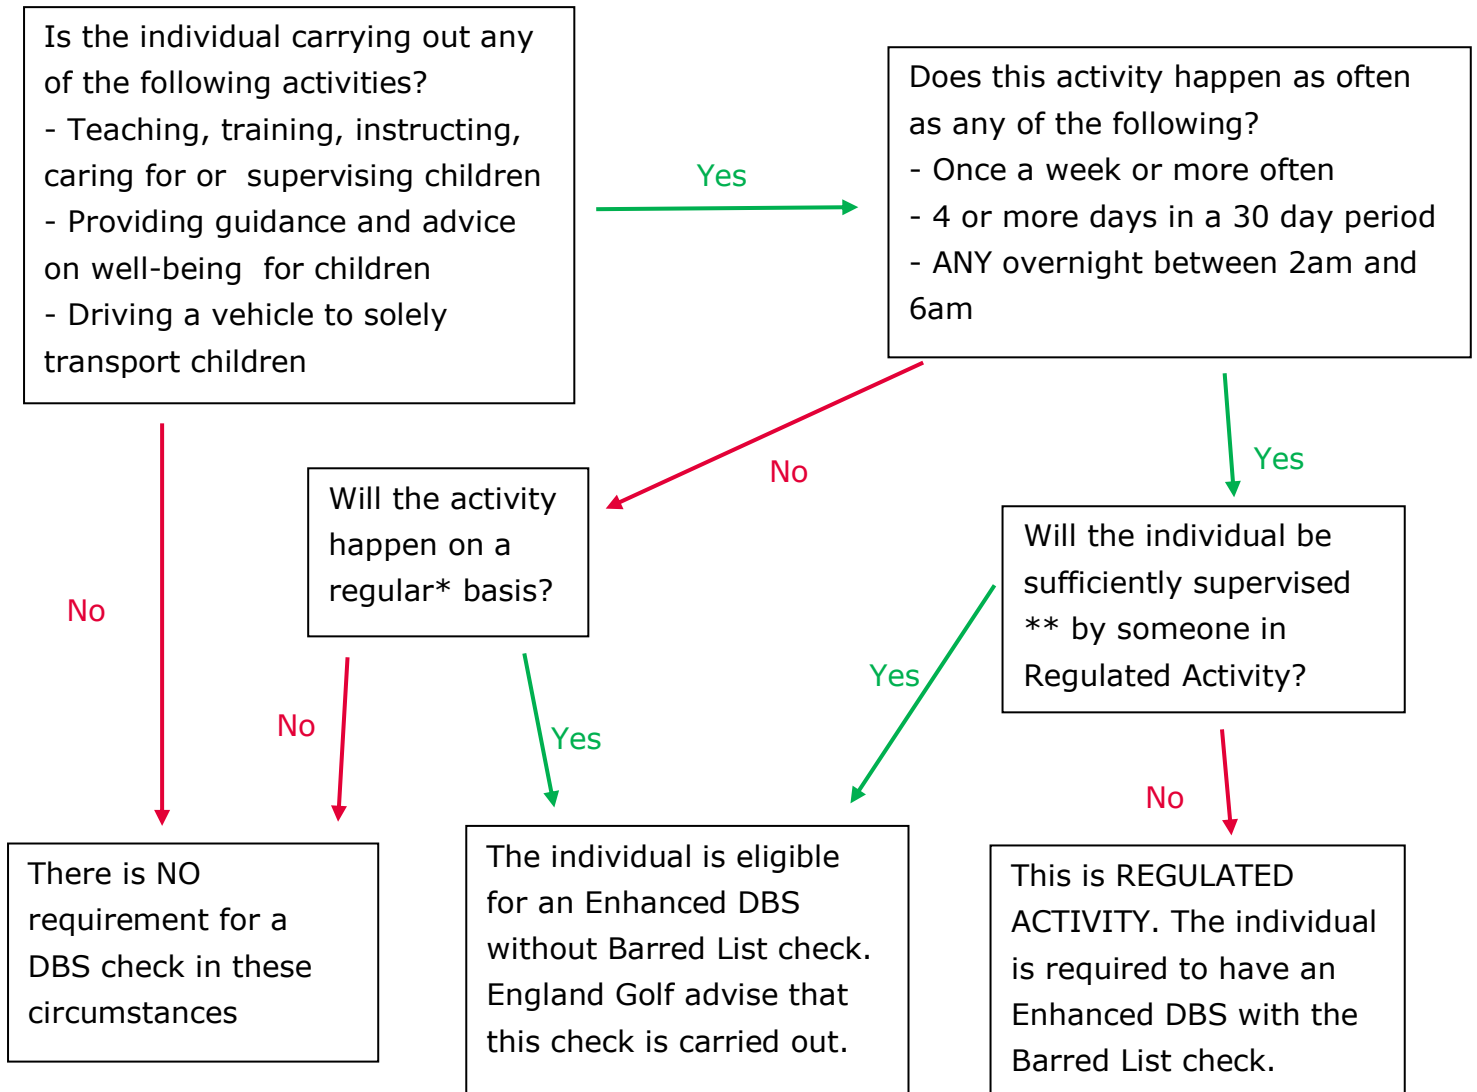 Is the individual carrying out any
of the following activities?
- Teaching, training, instructing,
caring for or  supervising children
- Providing guidance and advice
on well-being  for children
- Driving a vehicle to solely
transport children
Yes
Does this activity happen as often
as any of the following?
- Once a week or more often
- 4 or more days in a 30 day period
- ANY overnight between 2am and
6am
No
No
Yes
Will the activity
happen on a
regular* basis?
Will the individual be
sufficiently supervised
** by someone in
Regulated Activity?
No
Yes
Yes
No
There is NO
requirement for a
DBS check in these
circumstances
The individual is eligible
for an Enhanced DBS
without Barred List check.
England Golf advise that
this check is carried out.
This is REGULATED
ACTIVITY. The individual
is required to have an
Enhanced DBS with the
Barred List check.